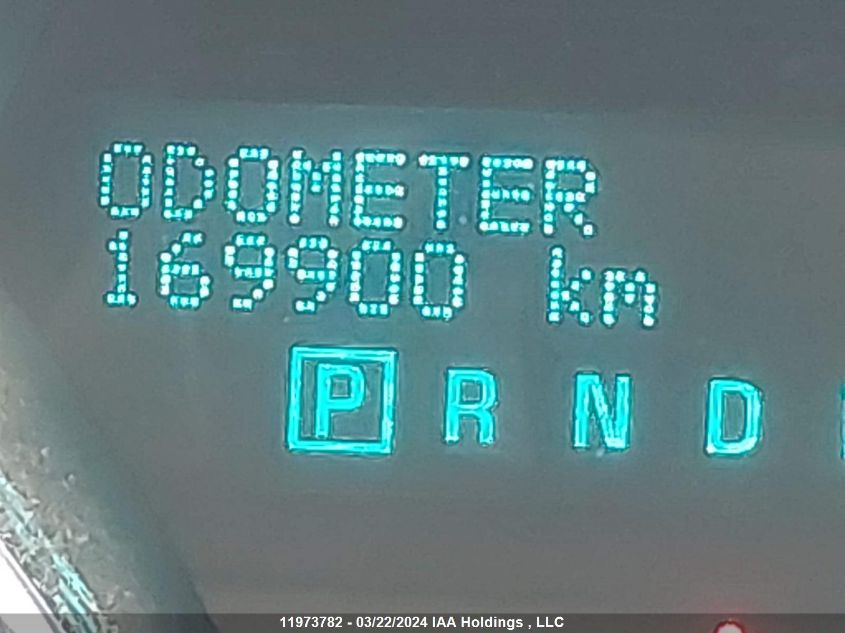 ODOMETER
169900 km
P R N D
11973782 - 03/22/2024 IAA Holdings , LLC